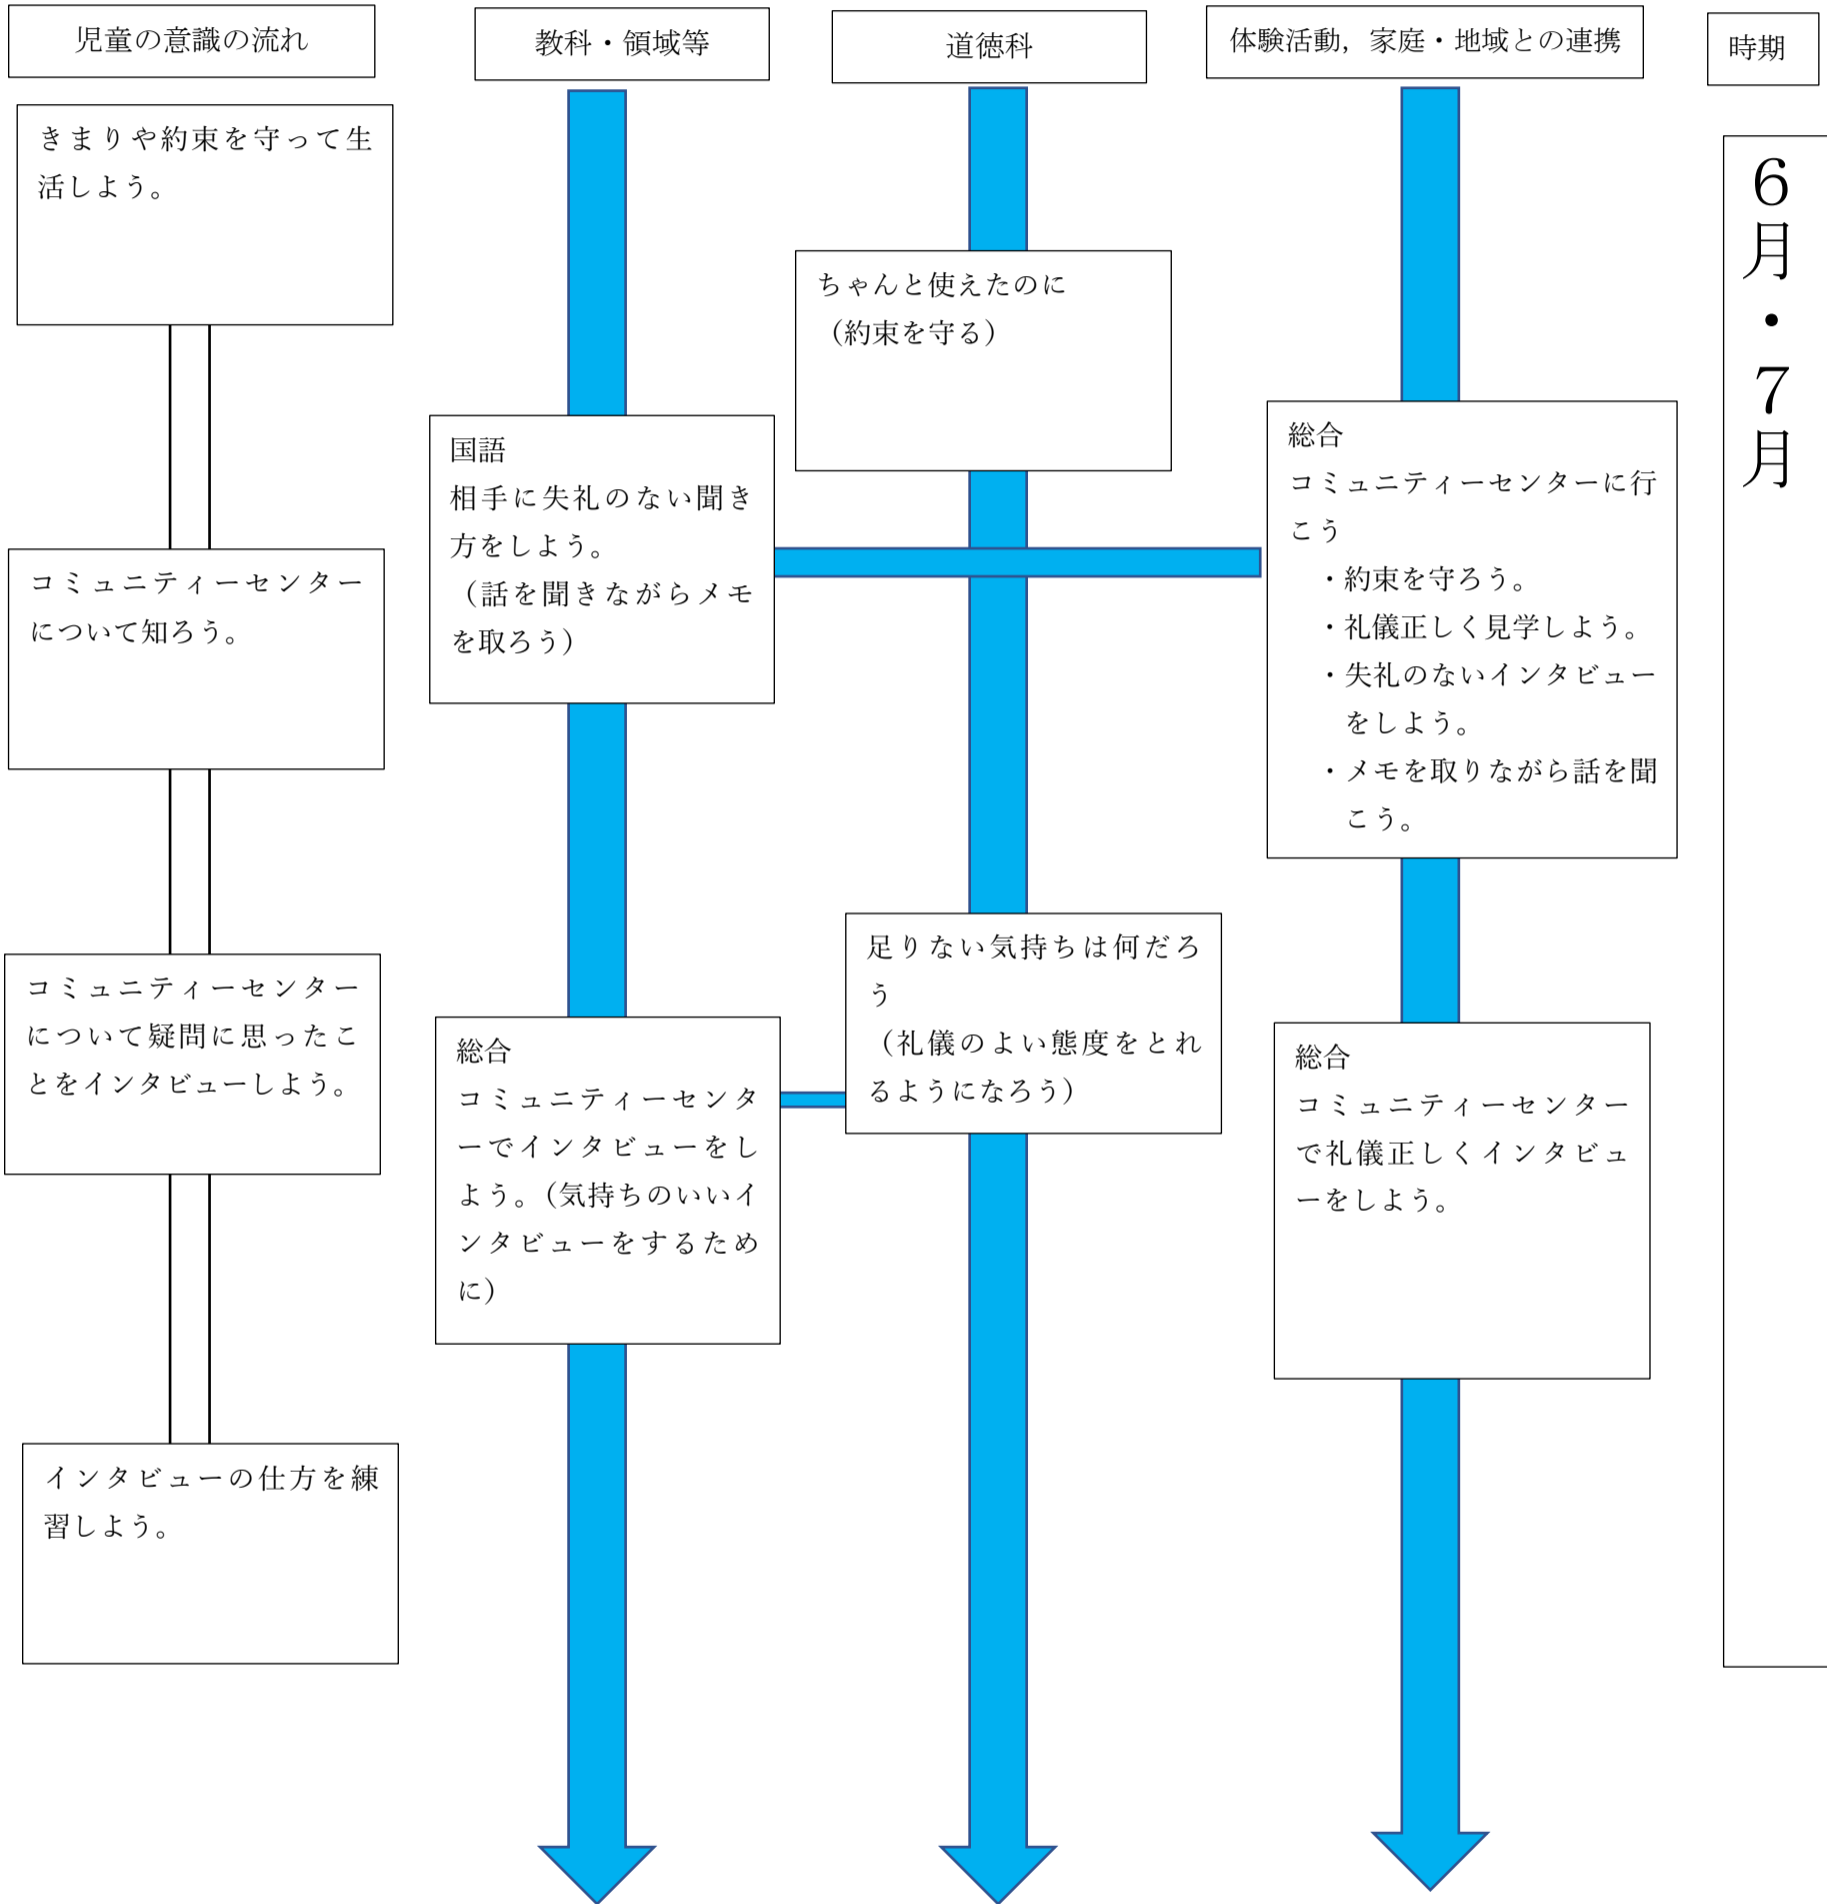 児童の意識の流れ
教科・領域等
道徳科
体験活動，家庭・地域との連携
時期
きまりや約束を守って生
活しよう。
コミュニティーセンター
について知ろう。
コミュニティーセンター
について疑問に思ったこ
とをインタビューしよう。
インタビューの仕方を練
習しよう。
国語
相手に失礼のない聞き
方をしよう。
（話を聞きながらメモ
を取ろう）
総合
コミュニティーセンタ
ーでインタビューをし
よう。（気持ちのいいイ
ンタビューをするため
に）
ちゃんと使えたのに
（約束を守る）
足りない気持ちは何だろ
う
（礼儀のよい態度をとれ
るようになろう）
総合
コミュニティーセンターに行
こう
・約束を守ろう。
・礼儀正しく見学しよう。
・失礼のないインタビュー
をしよう。
・メモを取りながら話を聞
こう。
総合
コミュニティーセンター
で礼儀正しくインタビュ
ーをしよう。
６月・７月